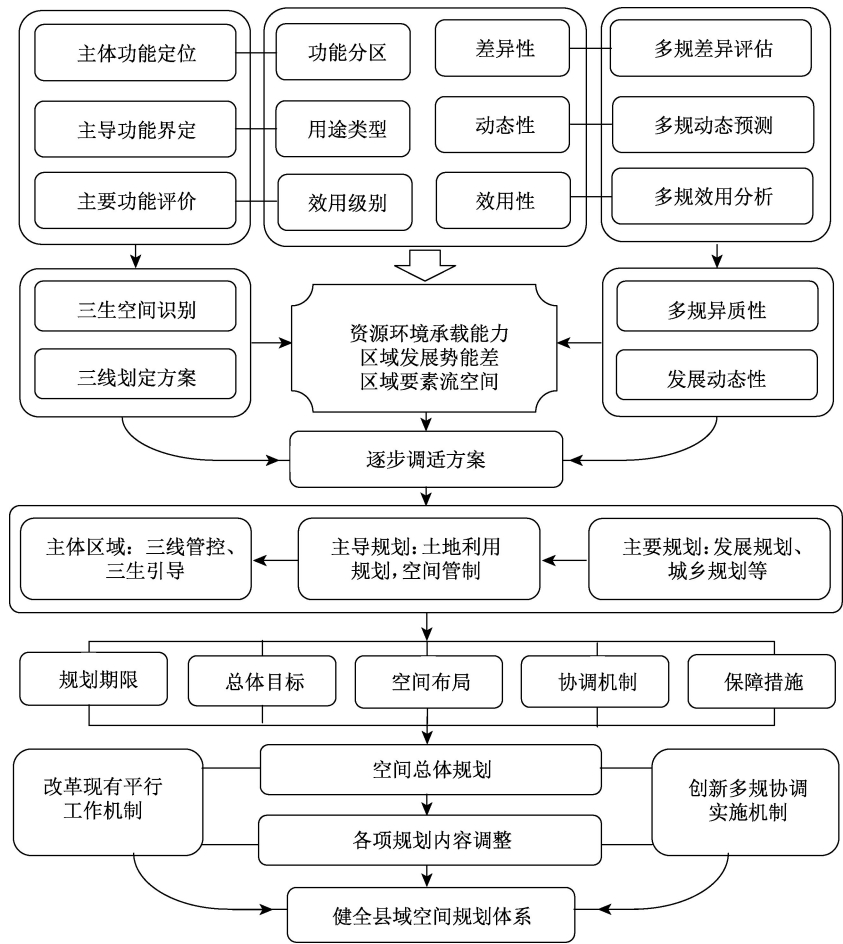 主体功能定位
功能分区
差异性
多规差异评估
主导功能界定
用途类型
动态性
多规动态预测
主要功能评价
效用级别
效用性
多规效用分析
三生空间识别
三线划定方案
资源环境承载能力
区域发展势能差
区域要素流空间
多规异质性
发展动态性
逐步调适方案
主体区域：三线管控、
三生引导
主导规划：土地利用
规划，空间管制
主要规划：发展规划、
城乡规划等
规划期限
总体目标
空间布局
协调机制
保障措施
改革现有平行
工作机制
空间总体规划
创新多规协调
实施机制
各项规划内容调整
健全县域空间规划体系